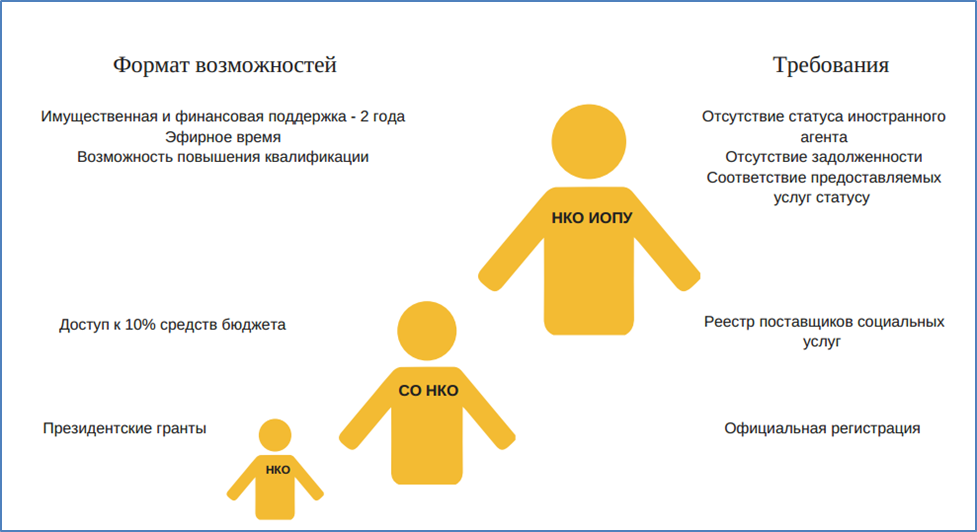 Формат возможностей
Требования
Имущественная и финансовая поддержка - 2 года
Эфирное время
Возможность повышения квалификации
Отсутствие статуса иностранного
агента
Отсутствие задолженности
Соответствие предоставляемых
услуг статусу
НКО ИОПУ
Доступ к 10% средств бюджета
Реестр поставщиков социальных
услуг
СО НКО
Президентские гранты
Официальная регистрация
НКО